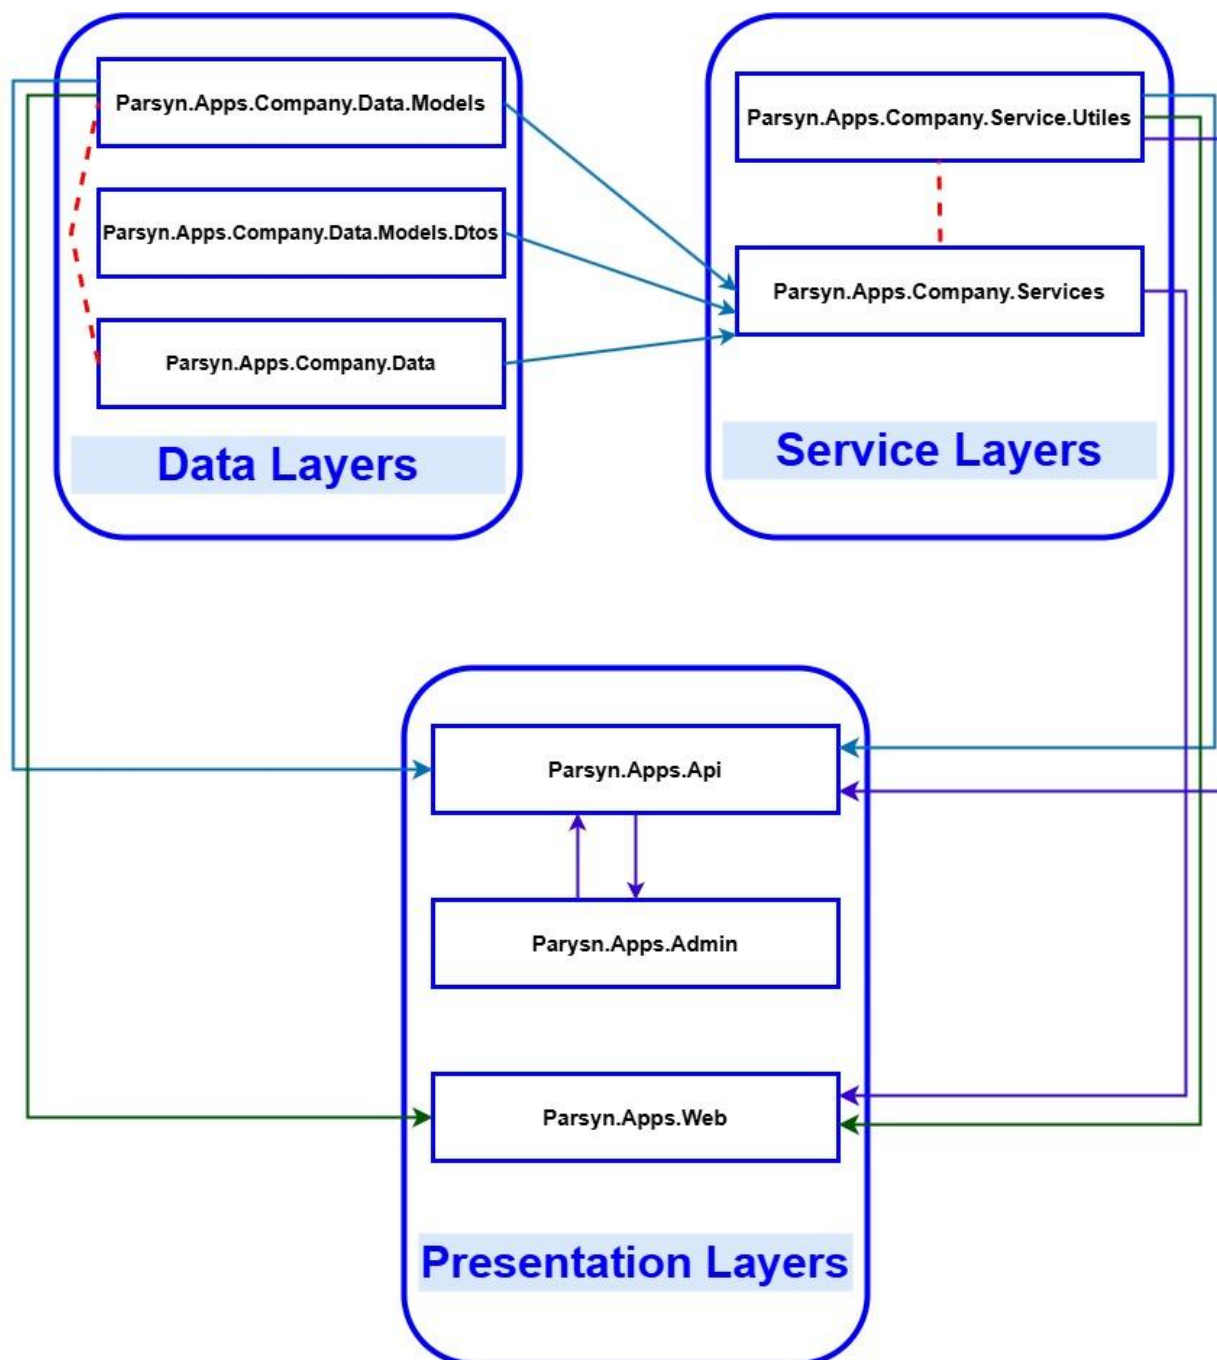 Parsyn.Apps.Company.Data.Models
Parsyn.Apps.Company.Data.Models.Dtos
Parsyn.Apps.Company.Data
Data Layers
Parsyn.Apps.Company.Service.Utiles
Parsyn.Apps.Company.Services
Service Layers
Parsyn.Apps.Api
Parysn.Apps.Admin
Parsyn.Apps.Web
Presentation Layers